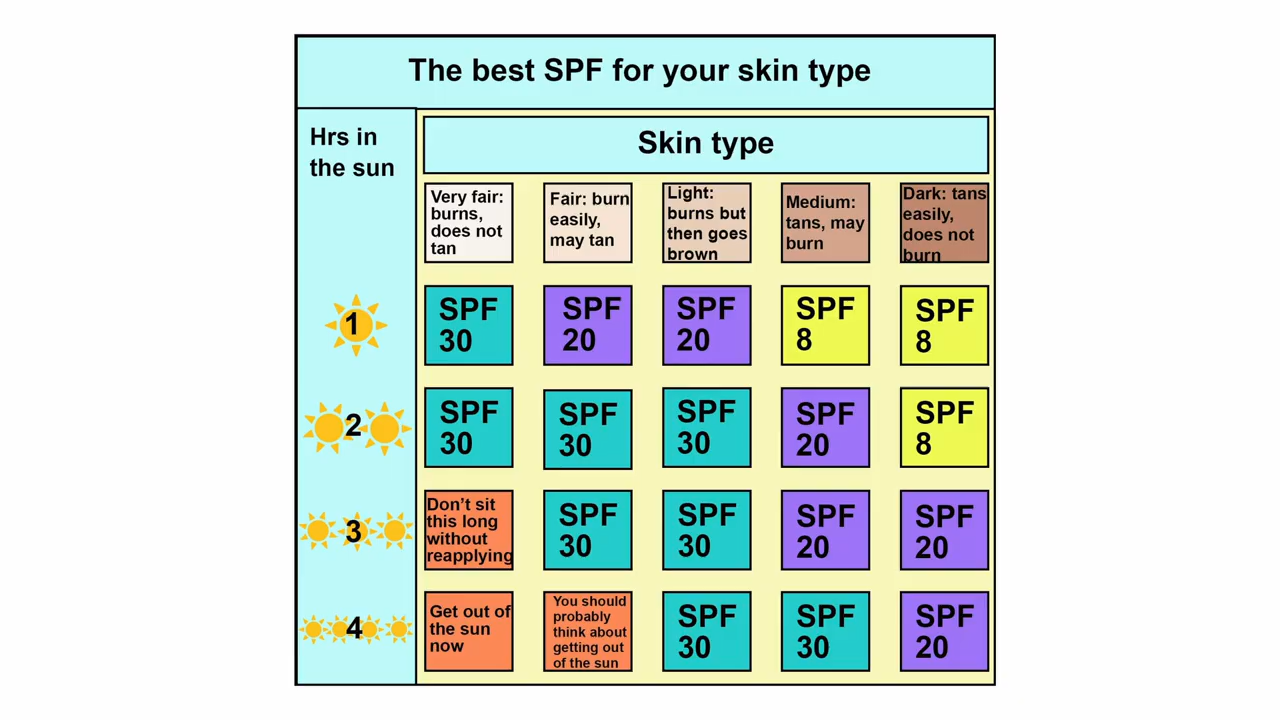 The best SPF for your skin type
Hrs in
the sun
Skin type
Very fair:
burns,
does not
tan
Fair: burn
easily,
may tan
Light:
burns but
then goes
brown
Medium:
tans, may
burn
Dark: tans
easily,
does not
burn
1
SPF
30
SPF
20
SPF
20
SPF
8
SPF
8
2
SPF
30
SPF
30
SPF
30
SPF
20
SPF
8
3
Don’t sit
this long
without
reapplying
SPF
30
SPF
30
SPF
20
SPF
20
4
Get out of
the sun
now
You should
probably
think about
getting out
of the sun
SPF
30
SPF
30
SPF
20